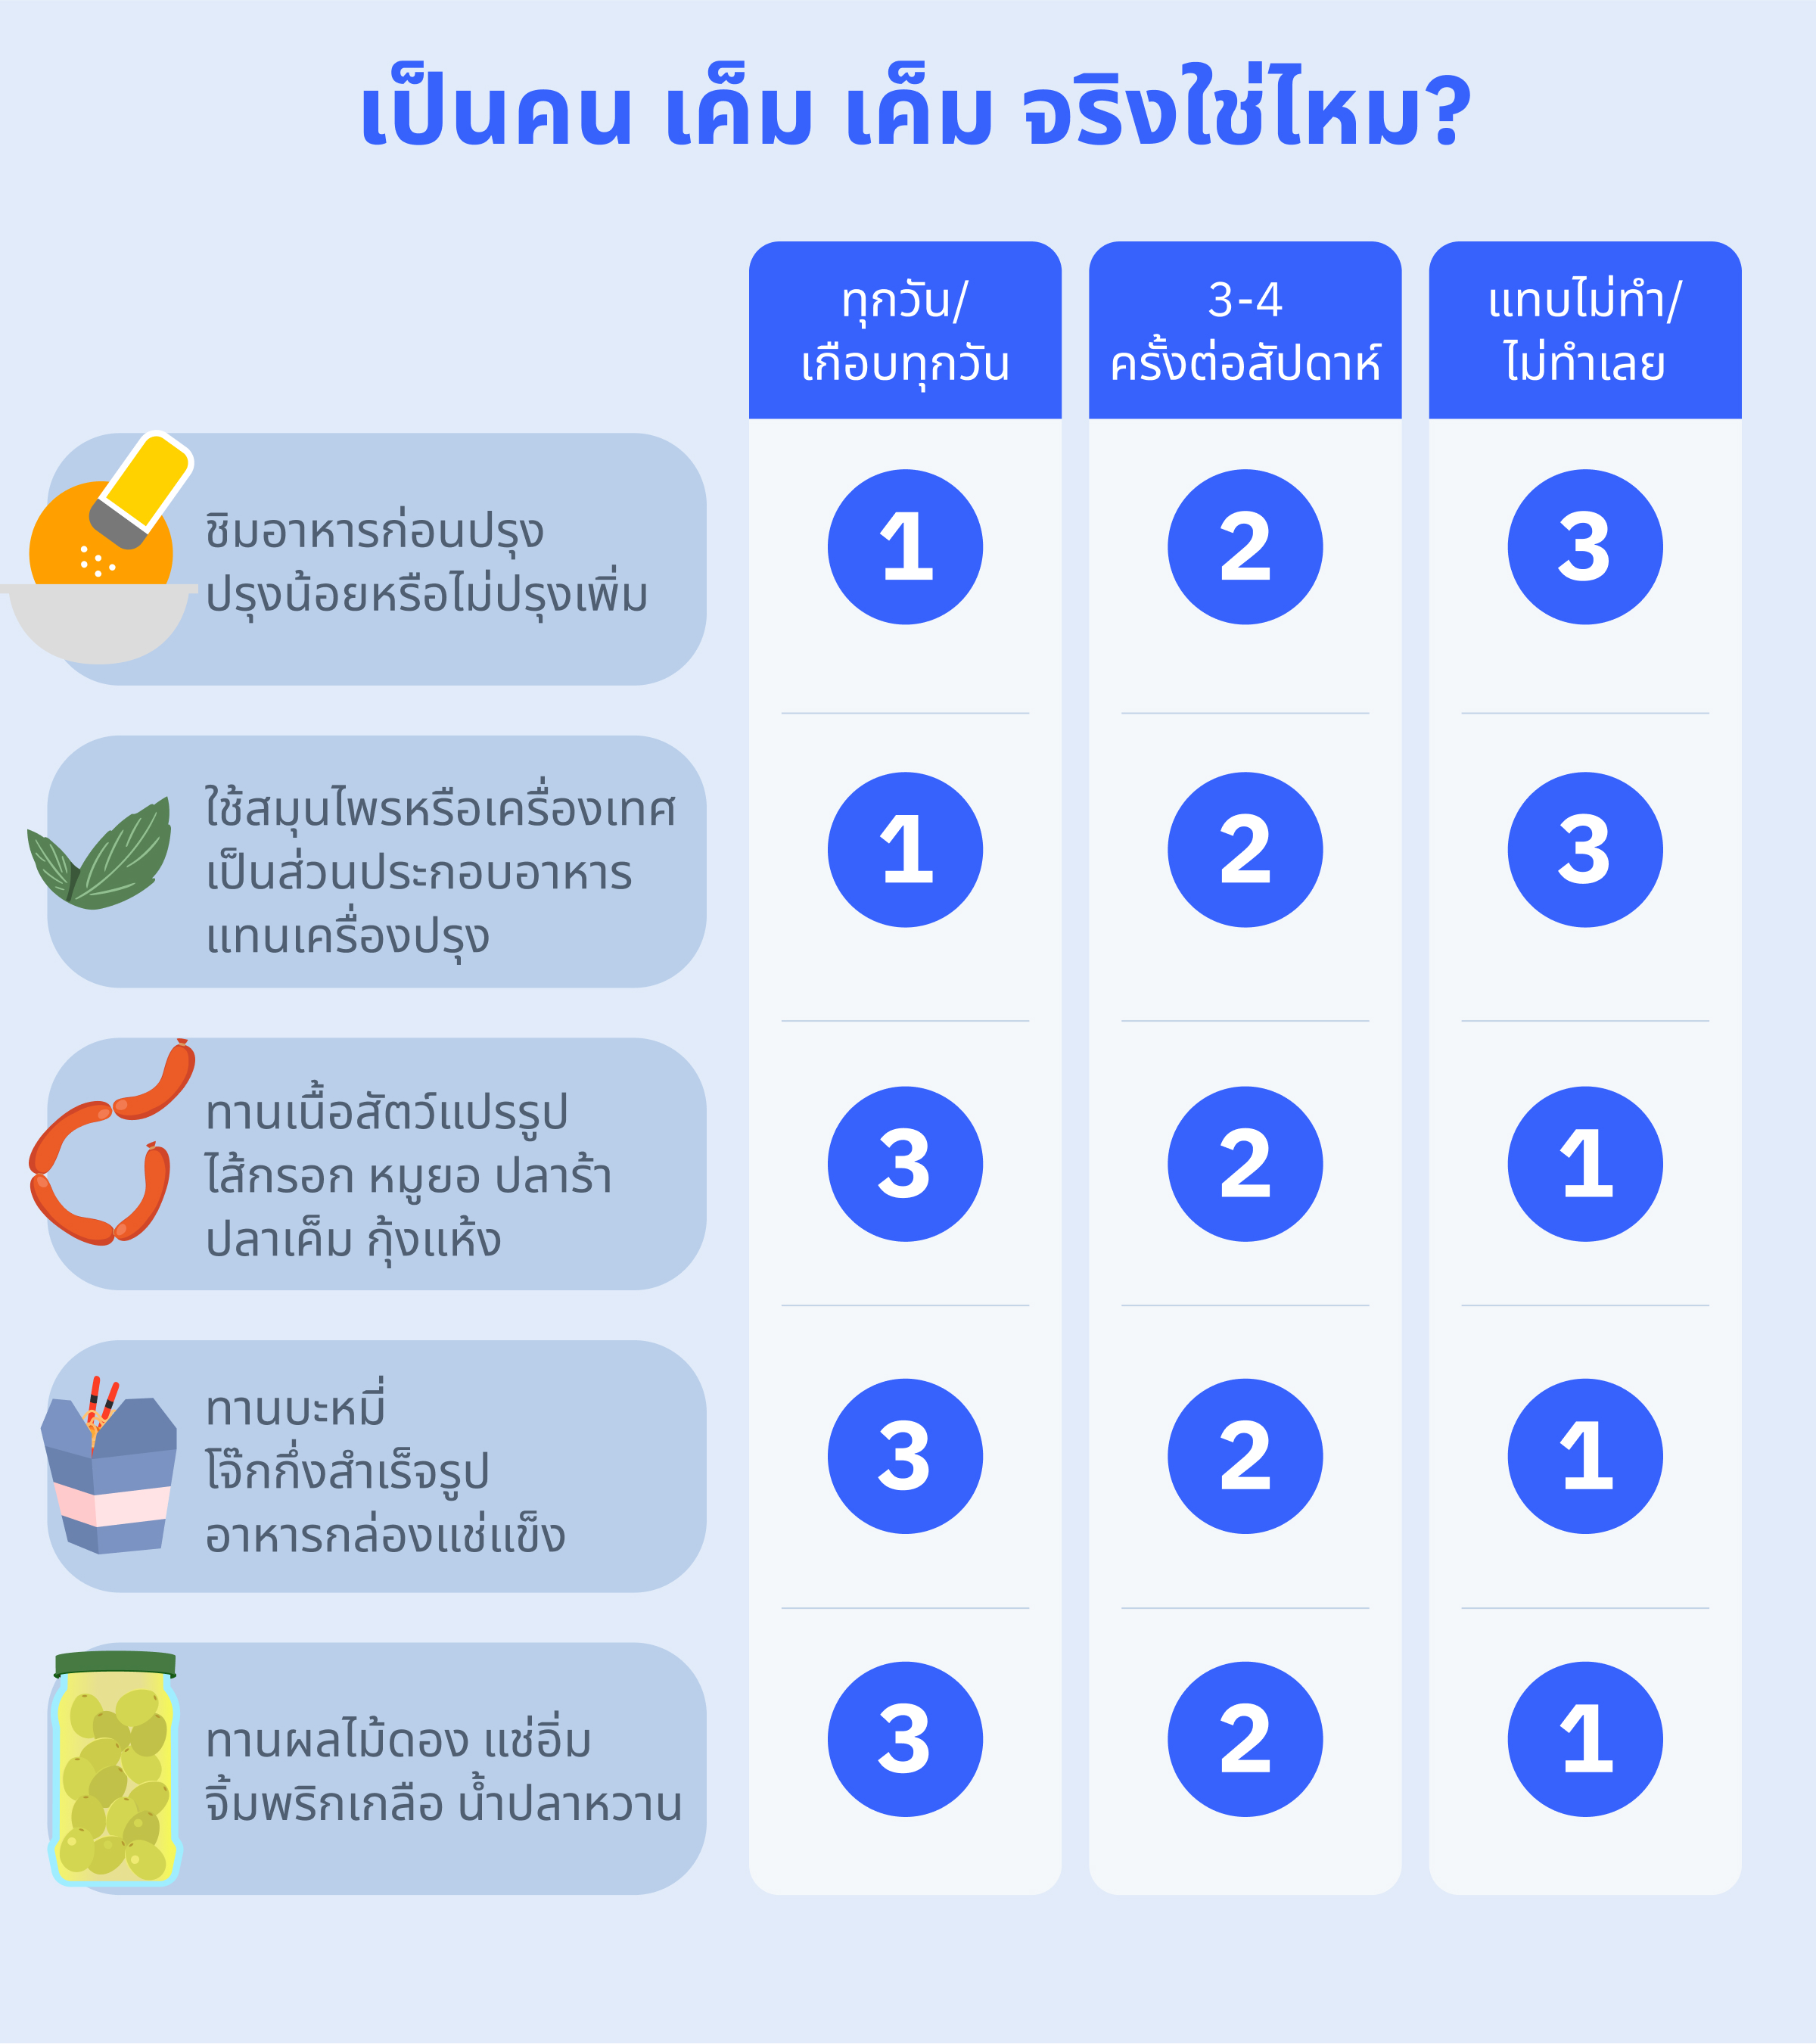 เป็นคน เค็ม เค็ม จริงใช่ไหม?
ทุกวัน/
เกือบทุกวัน
3-4
ครั้งต่อสัปดาห์
แทบไม่ทำ/
ไม่ทำเลย
ชิมอาหารก่อนปรุง
ปรุงน้อยหรือไม่ปรุงเพิ่ม
1
2
3
ใช้สมุนไพรหรือเครื่องเทศ
เป็นส่วนประกอบอาหาร
แทนเครื่องปรุง
1
2
3
ทานเนื้อสัตว์แปรรูป
ไส้กรอก หมูยอ ปลาร้า
ปลาเค็ม กุ้งแห้ง
3
2
1
ทานบะหมี่
โจ๊กกึ่งสำเร็จรูป
อาหารกล่องแช่แข็ง
3
2
1
ทานผลไม้ดอง แช่อิ่ม
จิ้มพริกเกลือ น้ำปลาหวาน
3
2
1